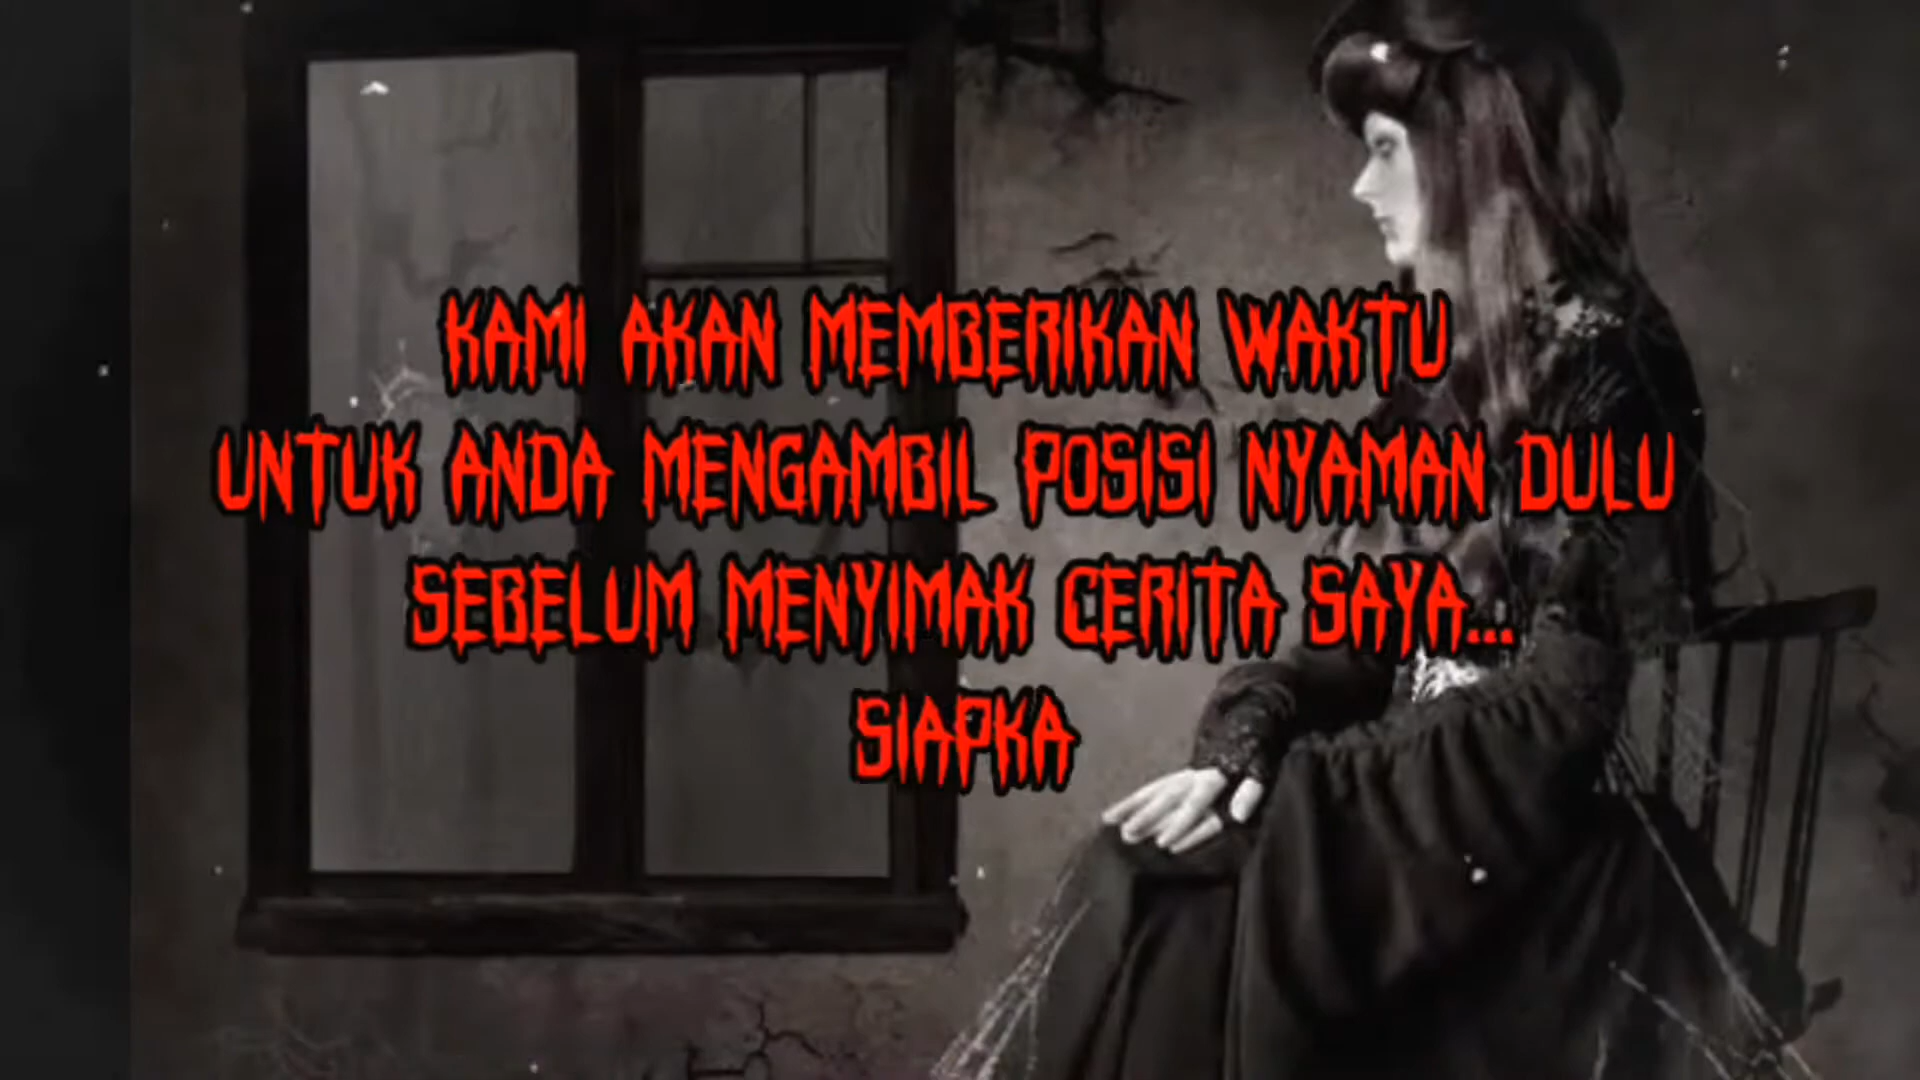 KAMI AKAN MEMBERIKAN WAKTU
UNTUK ANDA MENGAMBIL POSISI NYAMAN DULU
SEBELUM MENYIMAK CERITA SAYA...
SIAPKA